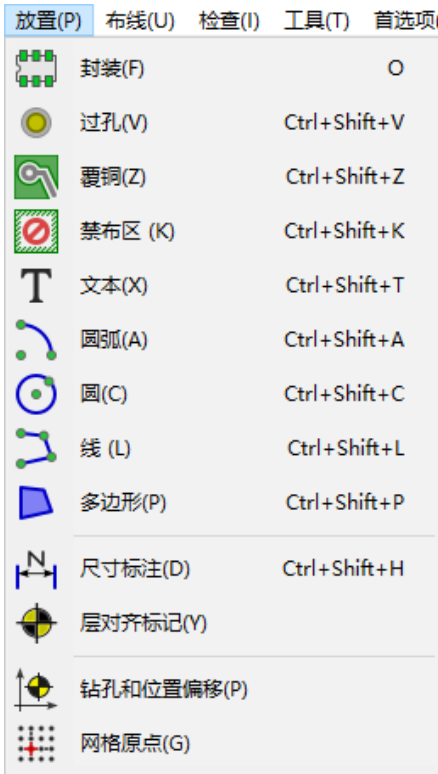 放置(P) 布线(U) 检查(I) 工具(T) 首选项(
封装(F) O
过孔(V) Ctrl+Shift+V
覆铜(Z) Ctrl+Shift+Z
禁布区 (K) Ctrl+Shift+K
文本(X) Ctrl+Shift+T
圆弧(A) Ctrl+Shift+A
圆(C) Ctrl+Shift+C
线 (L) Ctrl+Shift+L
多边形(P) Ctrl+Shift+P
尺寸标注(D) Ctrl+Shift+H
层对齐标记(Y)
钻孔和位置偏移(P)
网格原点(G)